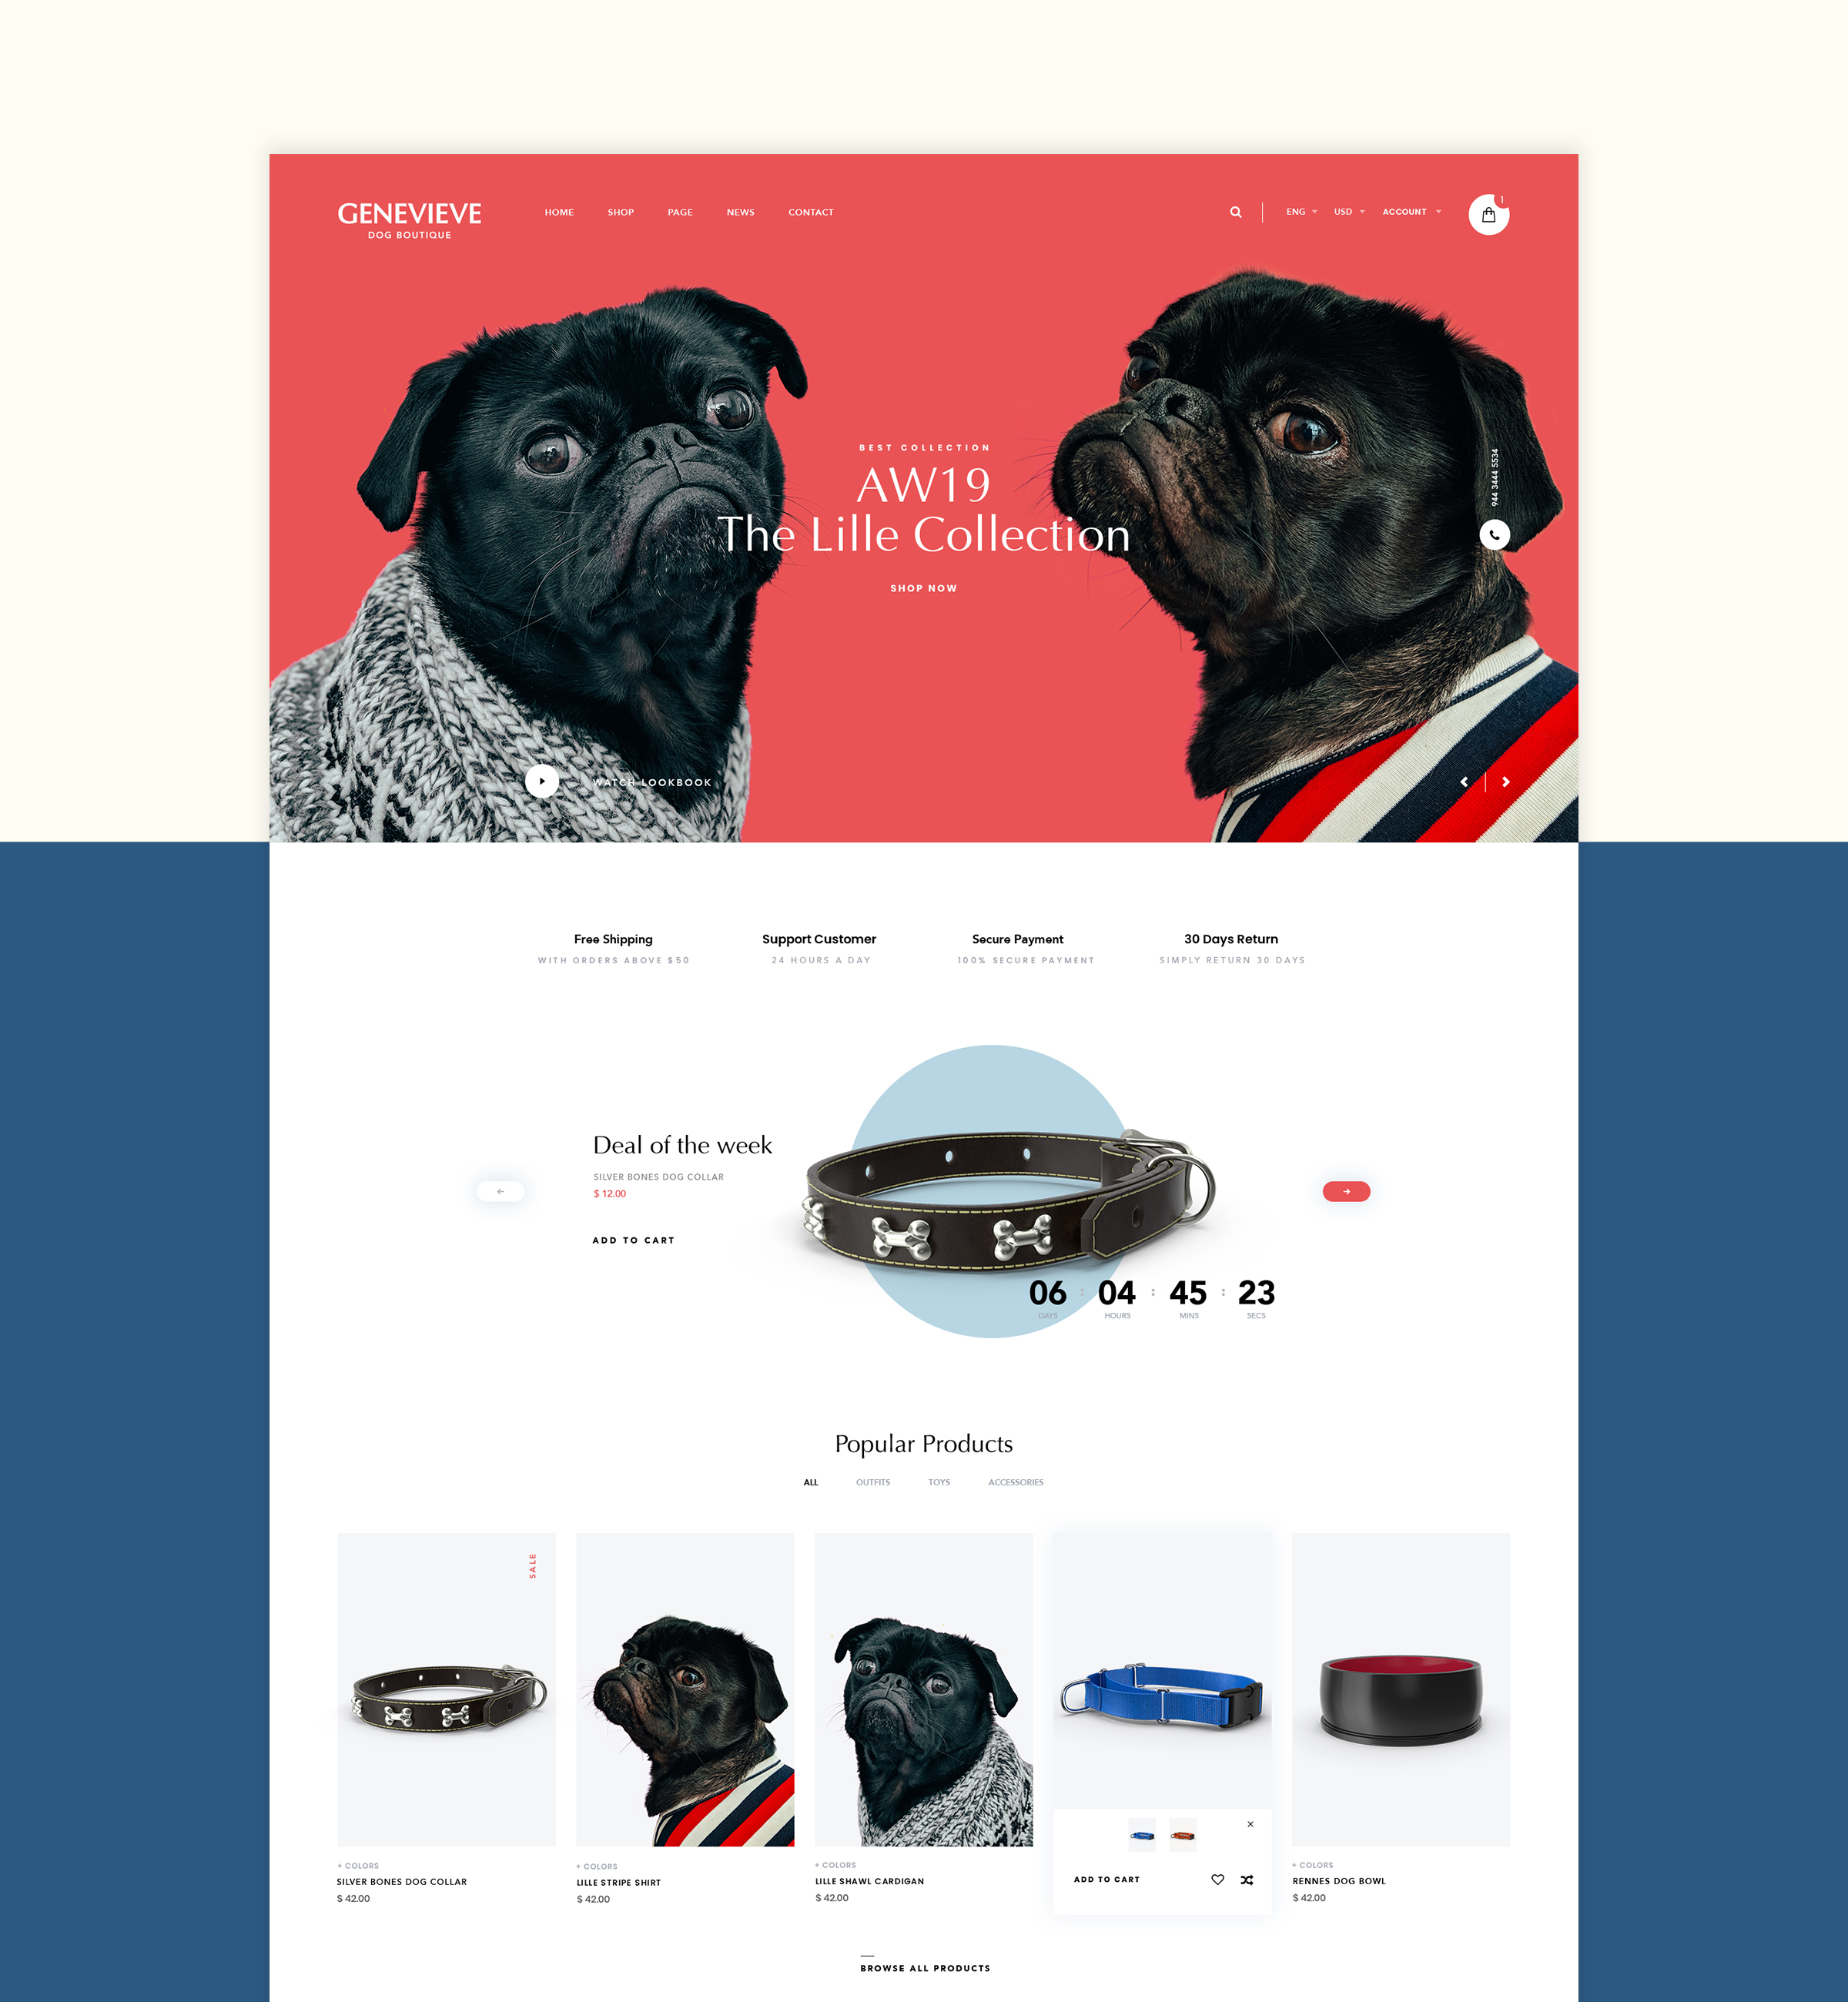 GENEVIEVE
DOG BOUTIQUE
HOME SHOP PAGE NEWS CONTACT
ENG USD ACCOUNT
1
BEST COLLECTION
AW19
The Lille Collection
SHOP NOW
944 3444 5534
WATCH LOOKBOOK
Free Shipping
WITH ORDERS ABOVE $50
Support Customer
24 HOURS A DAY
Secure Payment
100% SECURE PAYMENT
30 Days Return
SIMPLY RETURN 30 DAYS
Deal of the week
SILVER BONES DOG COLLAR
$ 12.00
ADD TO CART
06 : 04 : 45 : 23
DAYS HOURS MINS SECS
Popular Products
ALL OUTFITS TOYS ACCESSORIES
SALE
+ COLORS
SILVER BONES DOG COLLAR
$ 42.00
+ COLORS
LILLE STRIPE SHIRT
$ 42.00
+ COLORS
LILLE SHAWL CARDIGAN
$ 42.00
ADD TO CART
+ COLORS
RENNES DOG BOWL
$ 42.00
BROWSE ALL PRODUCTS